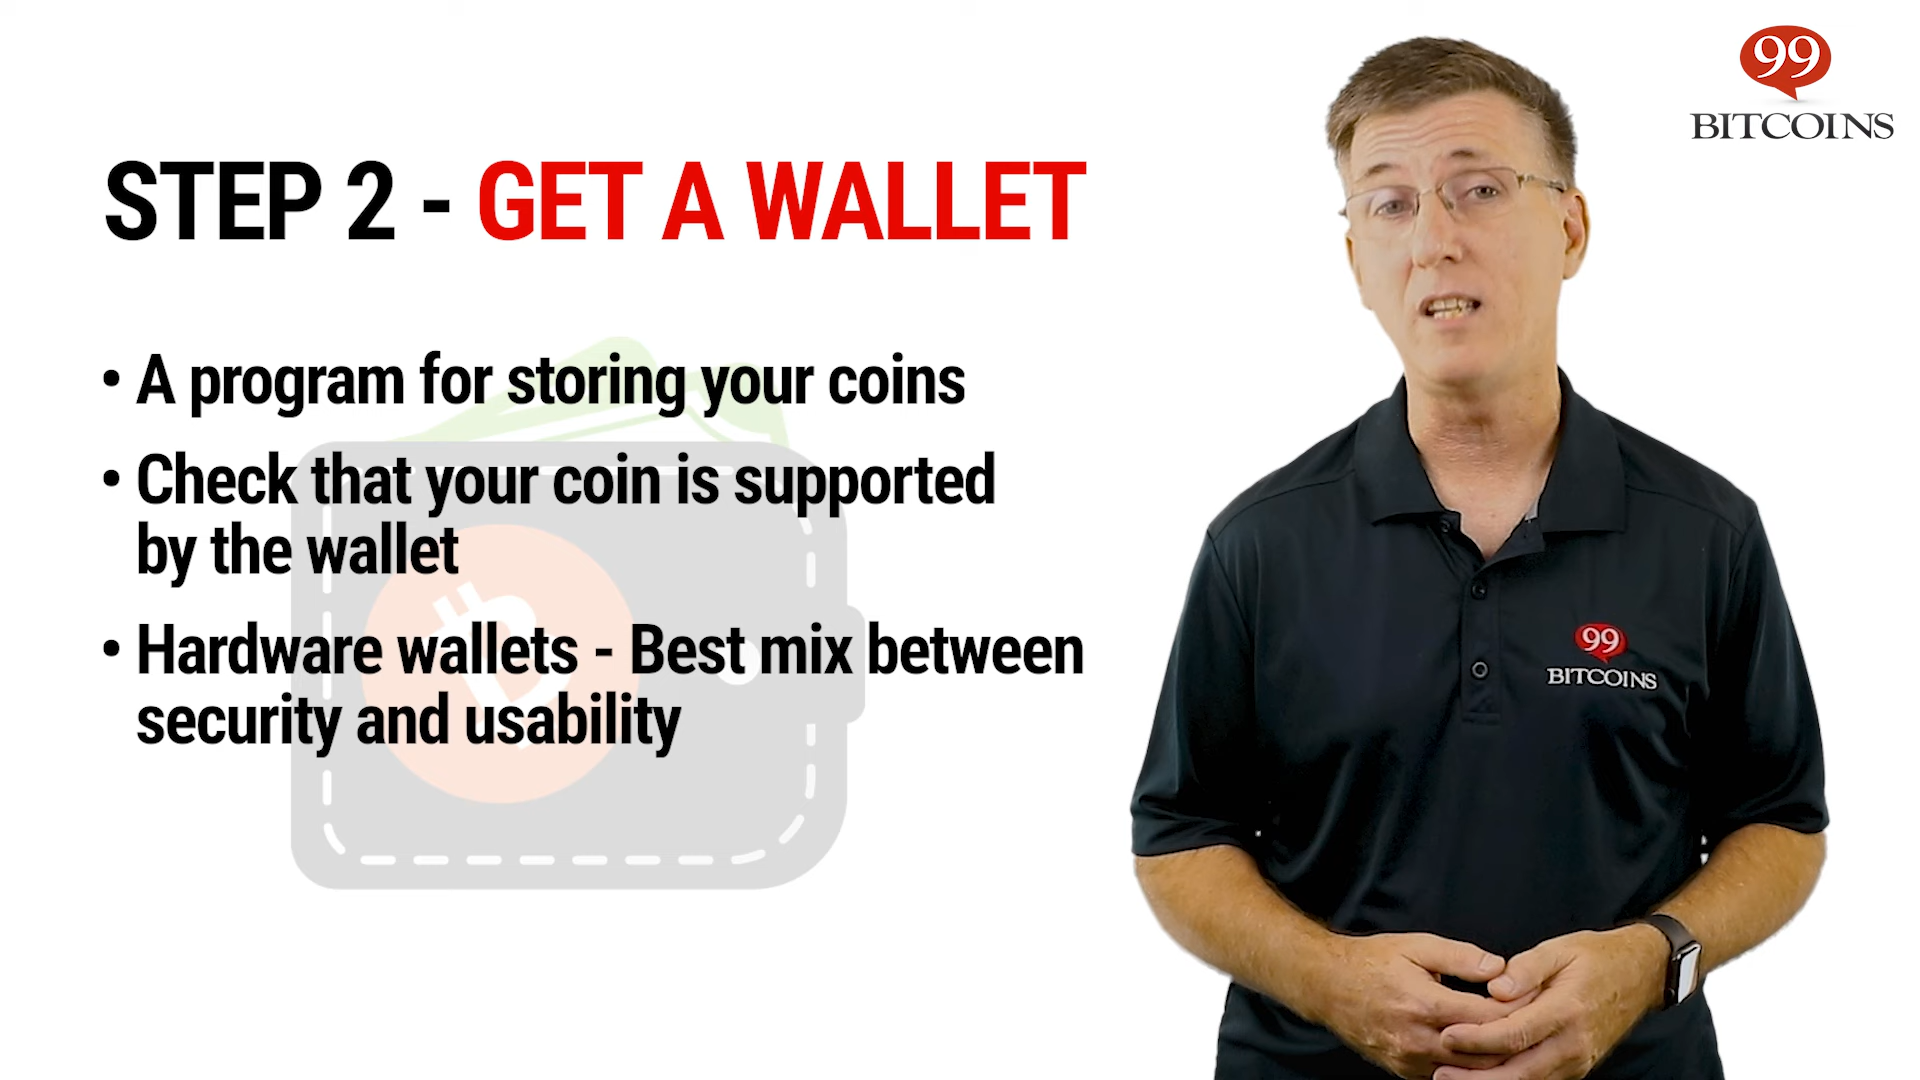 99
BITCOINS
STEP 2 - GET A WALLET
• A program for storing your coins
• Check that your coin is supported
by the wallet
• Hardware wallets - Best mix between
security and usability
99
BITCOINS